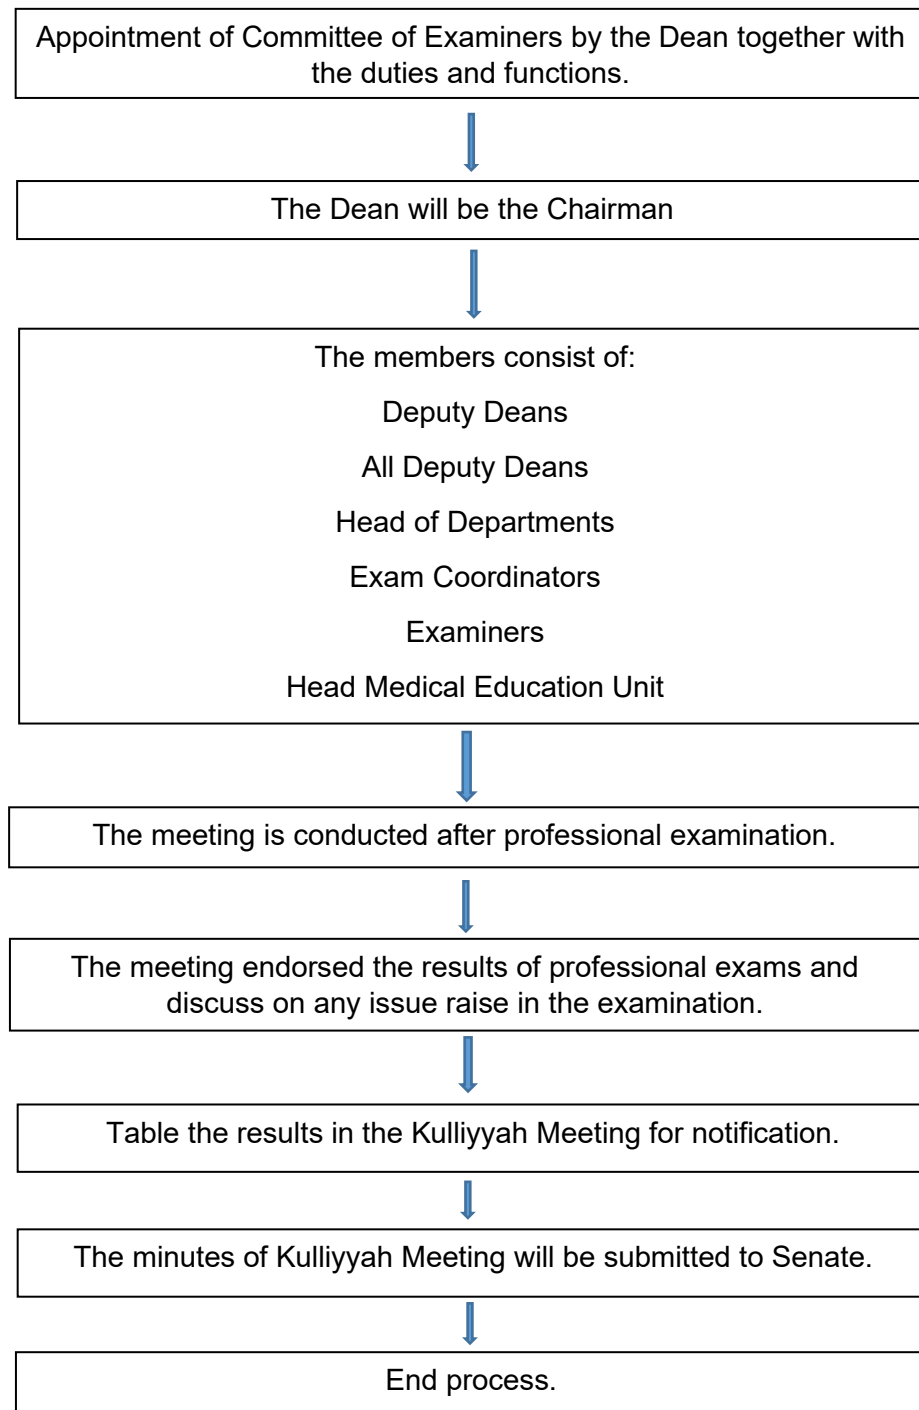 Appointment of Committee of Examiners by the Dean together with
the duties and functions.
The Dean will be the Chairman
The members consist of:
Deputy Deans
All Deputy Deans
Head of Departments
Exam Coordinators
Examiners
Head Medical Education Unit
The meeting is conducted after professional examination.
The meeting endorsed the results of professional exams and
discuss on any issue raise in the examination.
Table the results in the Kulliyyah Meeting for notification.
The minutes of Kulliyyah Meeting will be submitted to Senate.
End process.